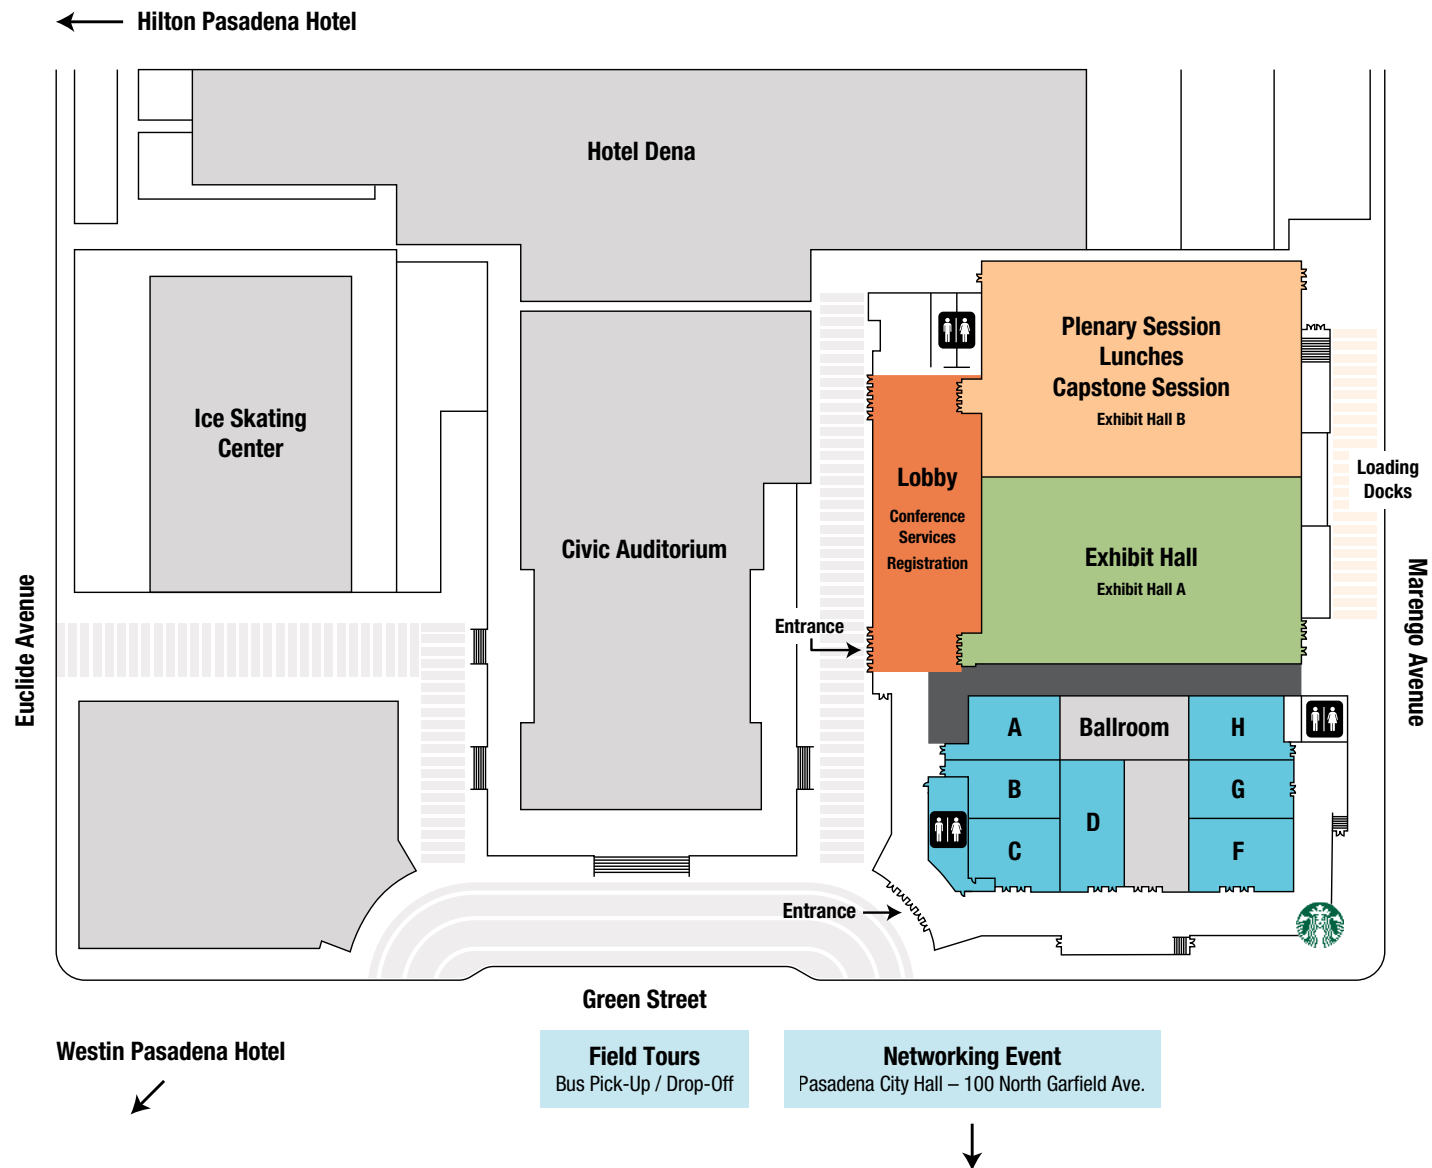 Hilton Pasadena Hotel
Hotel Dena
Plenary Session
Lunches
Capstone Session
Exhibit Hall B
Ice Skating
Center
Lobby
Conference
Services
Registration
Loading
Docks
Civic Auditorium
Exhibit Hall
Exhibit Hall A
Entrance
Euclide Avenue
Marengo Avenue
A
Ballroom
H
B
G
D
C
F
Entrance
Green Street
Westin Pasadena Hotel
Field Tours
Bus Pick-Up / Drop-Off
Networking Event
Pasadena City Hall – 100 North Garfield Ave.